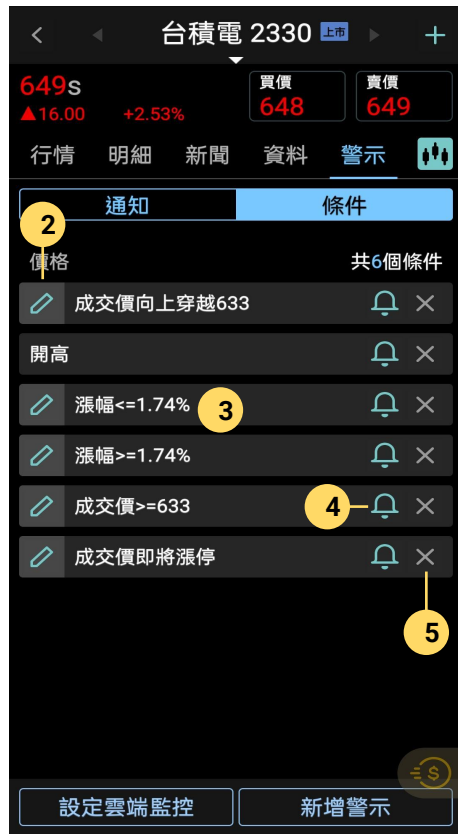 台積電 2330 上市
649s
▲16.00 +2.53%
買價
648
賣價
649
行情 明細 新聞 資料 警示
通知 條件
2
價格 共6個條件
成交價向上穿越633
開高
漲幅<=1.74% 3
漲幅>=1.74%
成交價>=633 4
成交價即將漲停
5
設定雲端監控 新增警示